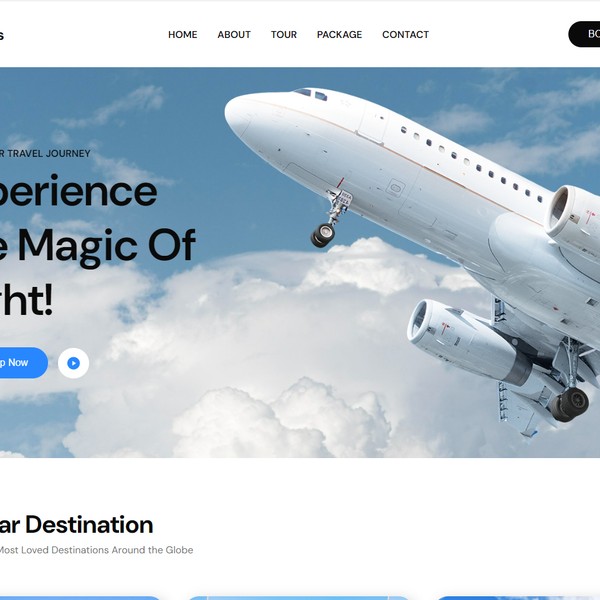 s
HOME ABOUT TOUR PACKAGE CONTACT
BO
R TRAVEL JOURNEY
perience
e Magic Of
ght!
p Now
ar Destination
Most Loved Destinations Around the Globe